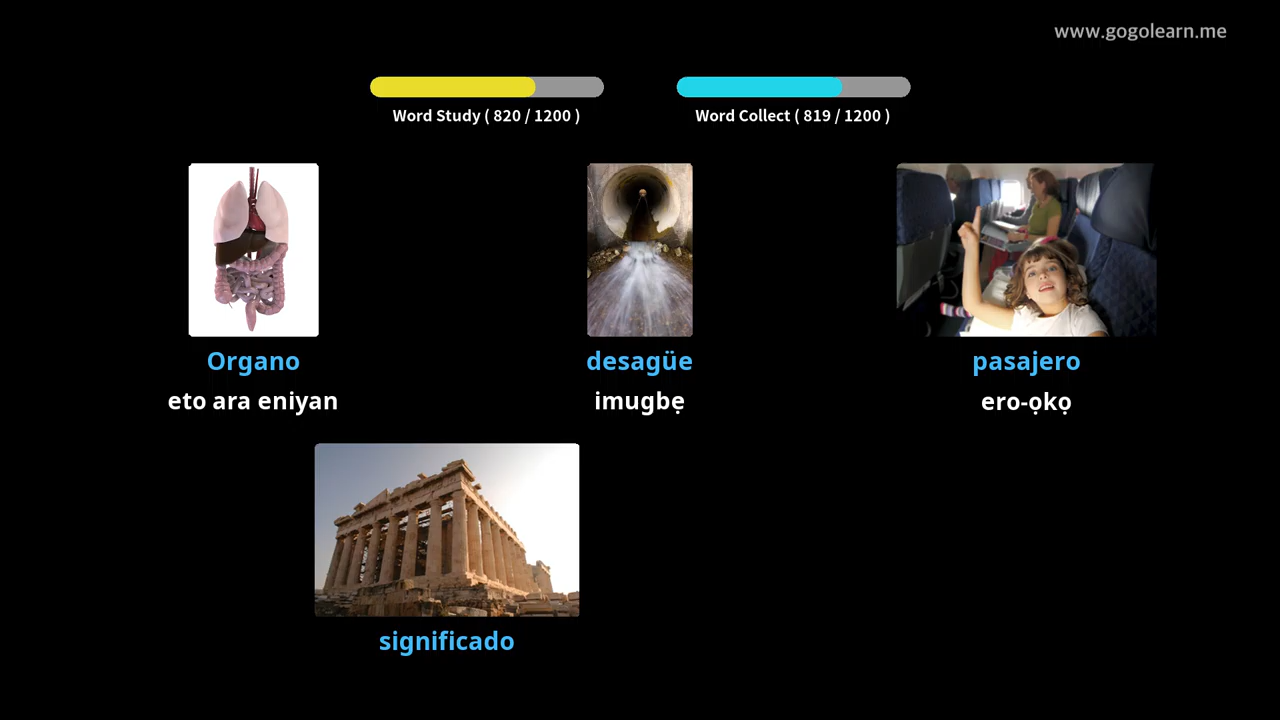 www.gogolearn.me
Word Study ( 820 / 1200 )
Word Collect ( 819 / 1200 )
Organo
eto ara eniyan
desagüe
imugbẹ
pasajero
ero-ọkọ
significado